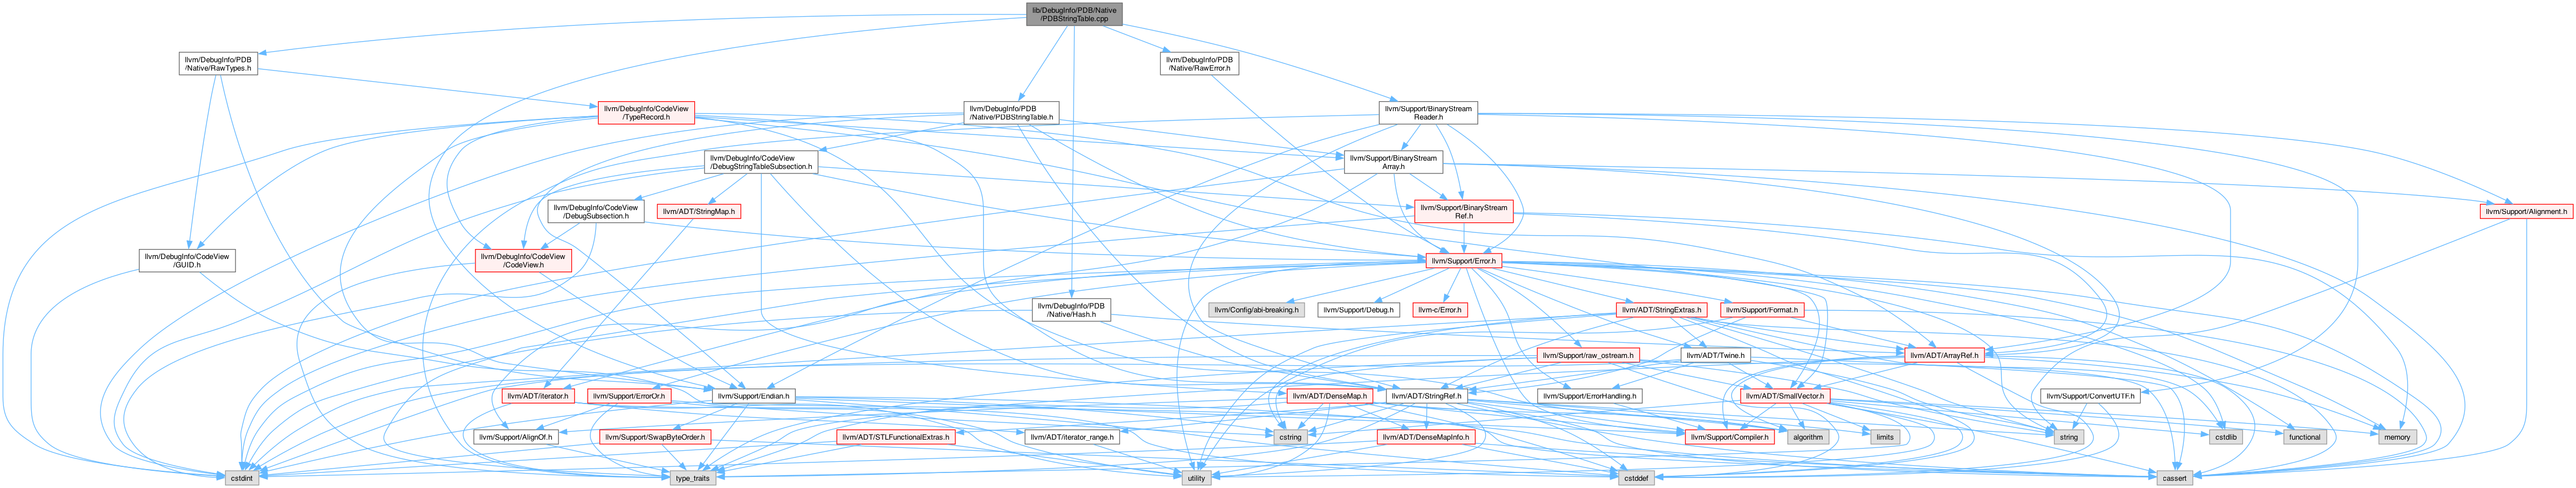 lib/DebugInfo/PDB/Native
/PDBStringTable.cpp
llvm/DebugInfo/PDB
/Native/RawTypes.h
llvm/DebugInfo/PDB
/Native/RawError.h
llvm/DebugInfo/CodeView
/TypeRecord.h
llvm/DebugInfo/PDB
/Native/PDBStringTable.h
llvm/Support/BinaryStream
Reader.h
llvm/DebugInfo/CodeView
/DebugStringTableSubsection.h
llvm/Support/BinaryStream
Array.h
llvm/DebugInfo/CodeView
/DebugSubsection.h
llvm/ADT/StringMap.h
llvm/Support/BinaryStream
Ref.h
llvm/Support/Alignment.h
llvm/DebugInfo/CodeView
/GUID.h
llvm/DebugInfo/CodeView
/CodeView.h
llvm/Support/Error.h
llvm/DebugInfo/PDB
/Native/Hash.h
llvm/Config/abi-breaking.h
llvm/Support/Debug.h
llvm-c/Error.h
llvm/ADT/StringExtras.h
llvm/Support/Format.h
llvm/Support/raw_ostream.h
llvm/ADT/Twine.h
llvm/ADT/ArrayRef.h
llvm/ADT/iterator.h
llvm/Support/ErrorOr.h
llvm/Support/Endian.h
llvm/ADT/DenseMap.h
llvm/ADT/StringRef.h
llvm/Support/ErrorHandling.h
llvm/ADT/SmallVector.h
llvm/Support/ConvertUTF.h
llvm/Support/AlignOf.h
llvm/Support/SwapByteOrder.h
llvm/ADT/STLFunctionalExtras.h
llvm/ADT/iterator_range.h
cstring
llvm/ADT/DenseMapInfo.h
llvm/Support/Compiler.h
algorithm
limits
string
cstdlib
functional
memory
cstdint
type_traits
utility
cstddef
cassert